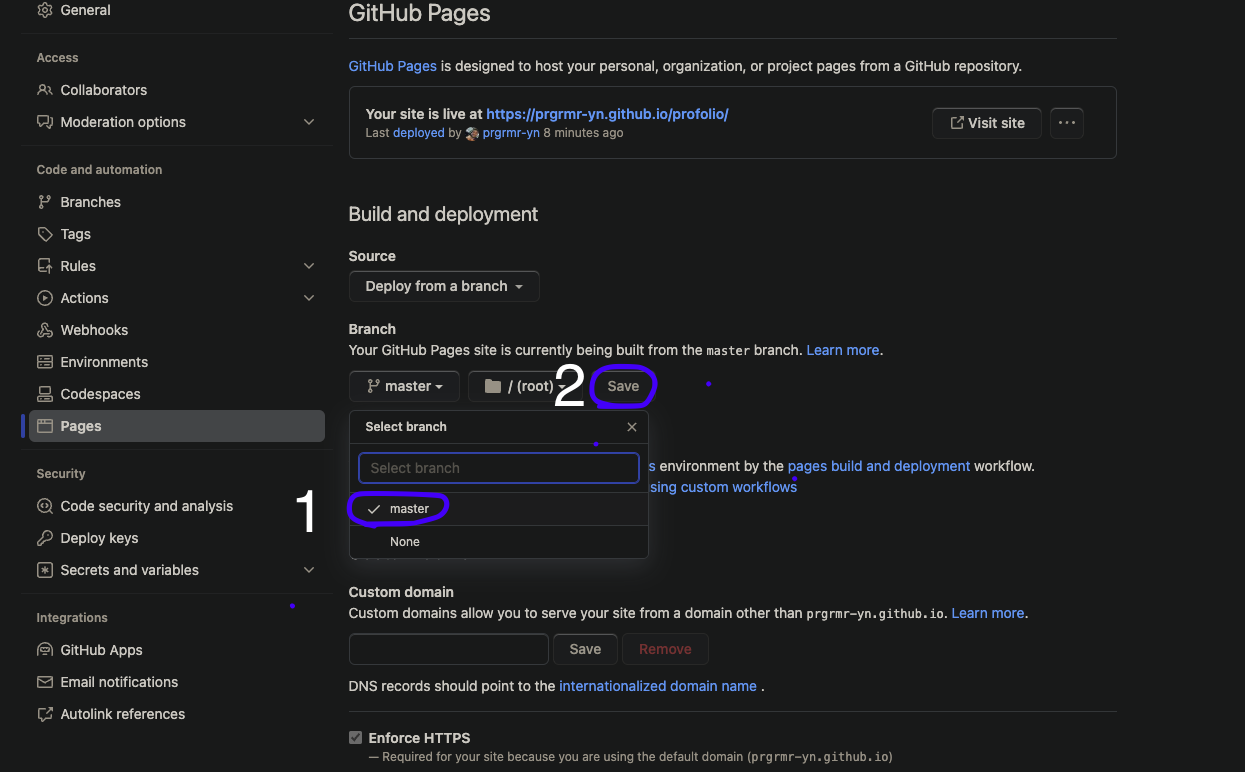 General
Access
Collaborators
Moderation options
Code and automation
Branches
Tags
Rules
Actions
Webhooks
Environments
Codespaces
Pages
Security
Code security and analysis
Deploy keys
Secrets and variables
Integrations
GitHub Apps
Email notifications
Autolink references
GitHub Pages
GitHub Pages is designed to host your personal, organization, or project pages from a GitHub repository.
Your site is live at https://prgrmr-yn.github.io/profolio/
Last deployed by prgrmr-yn 8 minutes ago
Visit site
Build and deployment
Source
Deploy from a branch
Branch
Your GitHub Pages site is currently being built from the master branch. Learn more.
master / (root) 2 Save
Select branch
Select branch
s environment by the pages build and deployment workflow.
sing custom workflows
1 master
None
Custom domain
Custom domains allow you to serve your site from a domain other than prgrmr-yn.github.io. Learn more.
Save Remove
DNS records should point to the internationalized domain name .
Enforce HTTPS
— Required for your site because you are using the default domain (prgrmr-yn.github.io)